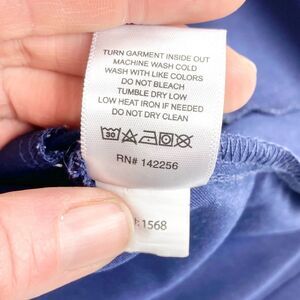 TURN GARMENT INSIDE OUT
MACHINE WASH COLD
WASH WITH LIKE COLORS
DO NOT BLEACH
TUMBLE DRY LOW
LOW HEAT IRON IF NEEDED
DO NOT DRY CLEAN
RN# 142256
1568